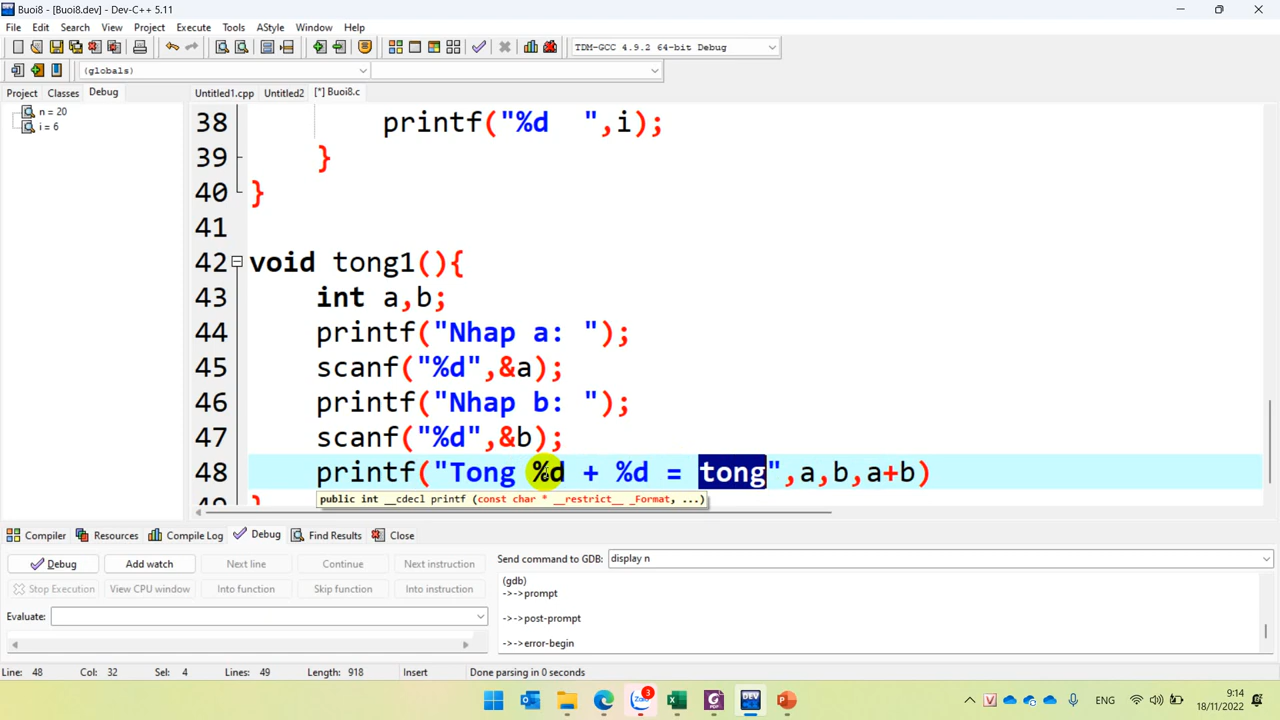 Buoi8 - [Buoi8.dev] - Dev-C++ 5.11
File Edit Search View Project Execute Tools AStyle Window Help
TDM-GCC 4.9.2 64-bit Debug
(globals)
Project Classes Debug Untitled1.cpp Untitled2 [*] Buoi8.c
n = 20
i = 6
38 printf("%d  ",i);
39 }
40 }
41
42 void tong1(){
43 int a,b;
44 printf("Nhap a: ");
45 scanf("%d",&a);
46 printf("Nhap b: ");
47 scanf("%d",&b);
48 printf("Tong %d + %d = tong",a,b,a+b)
public int __cdecl printf (const char * __restrict__ _Format, ...)
Compiler Resources Compile Log Debug Find Results Close
Debug Add watch Next line Continue Next instruction
Stop Execution View CPU window Into function Skip function Into instruction
Evaluate:
Send command to GDB: display n
(gdb)
->->prompt
->->post-prompt
->->error-begin
Line: 48 Col: 32 Sel: 4 Lines: 49 Length: 918 Insert Done parsing in 0 seconds
Zalo 3 DEV ENG 9:14
18/11/2022